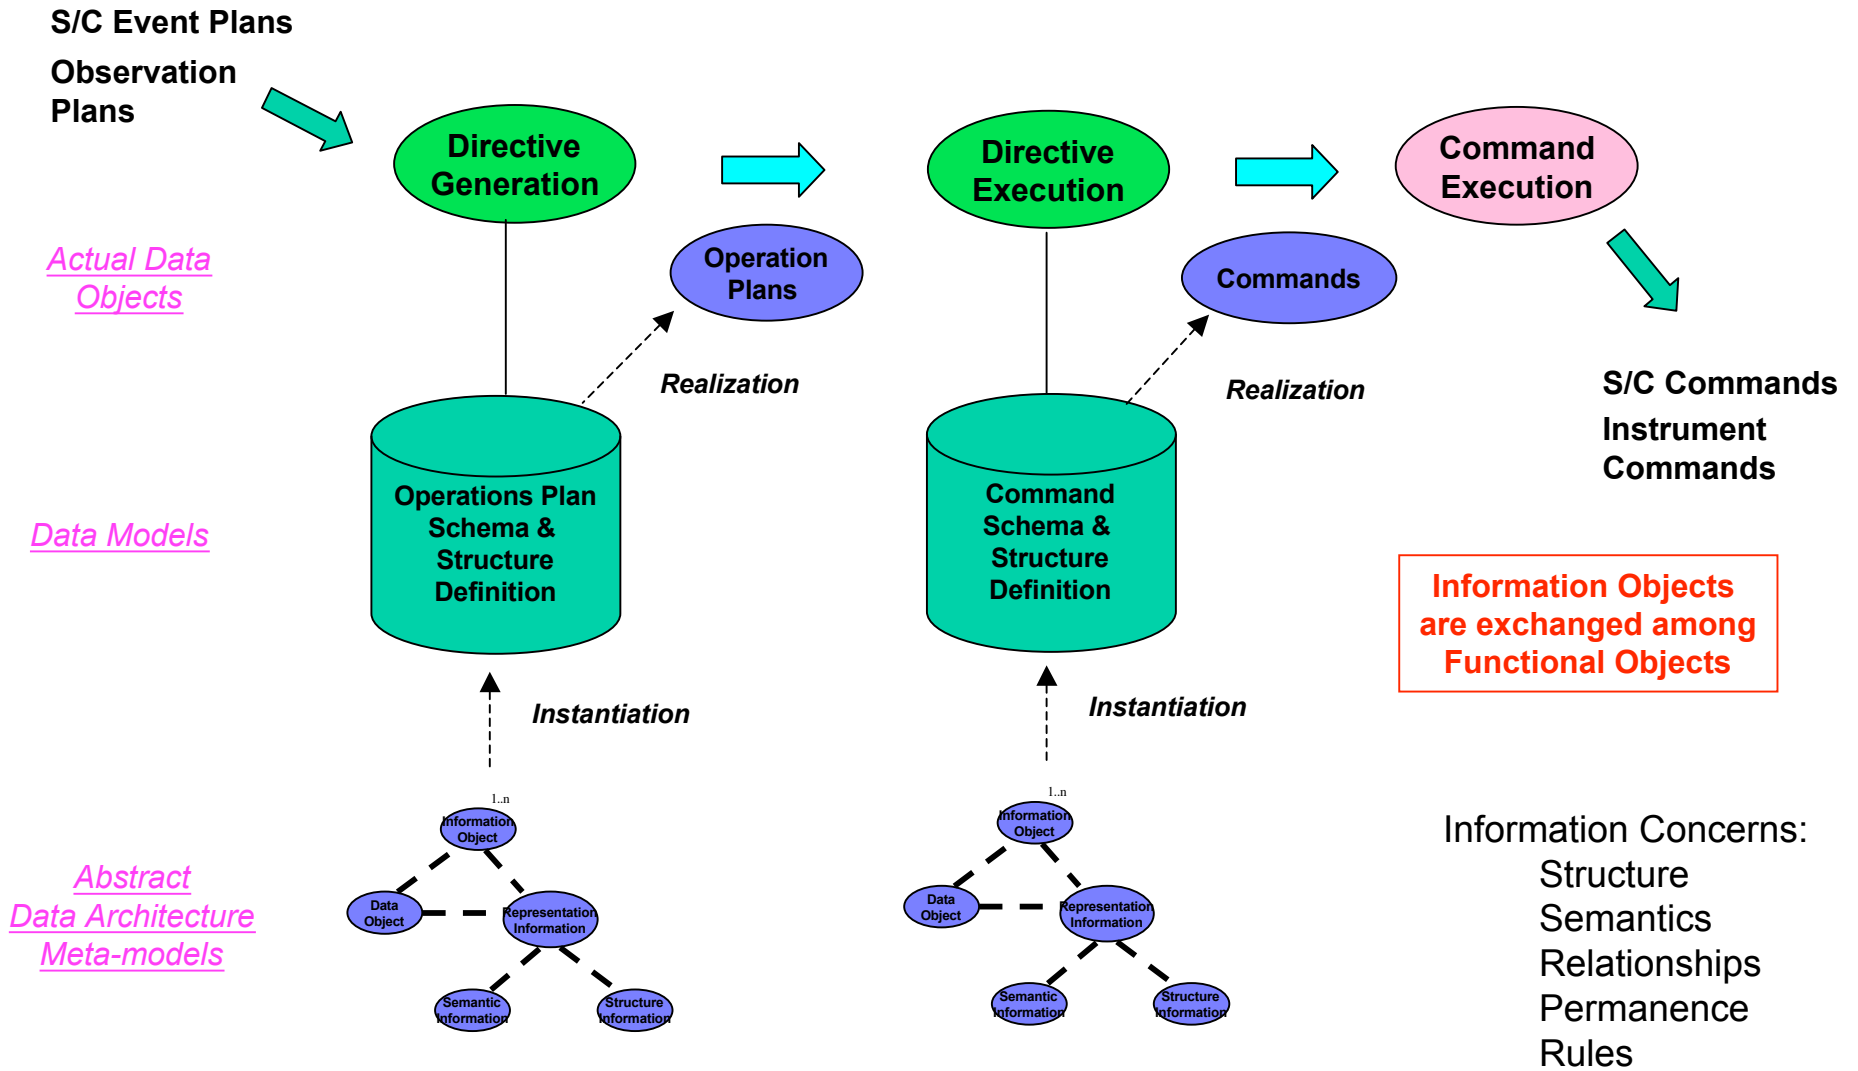 S/C Event Plans
Observation
Plans
Directive
Generation
Directive
Execution
Command
Execution
Actual Data
Objects
Operation
Plans
Commands
Realization
Realization
S/C Commands
Instrument
Commands
Data Models
Operations Plan
Schema &
Structure
Definition
Command
Schema &
Structure
Definition
Information Objects
are exchanged among
Functional Objects
Instantiation
Instantiation
1..n
Information
Object
Data
Object
Representation
Information
Semantic
Information
Structure
Information
1..n
Information
Object
Data
Object
Representation
Information
Semantic
Information
Structure
Information
Abstract
Data Architecture
Meta-models
Information Concerns:
Structure
Semantics
Relationships
Permanence
Rules